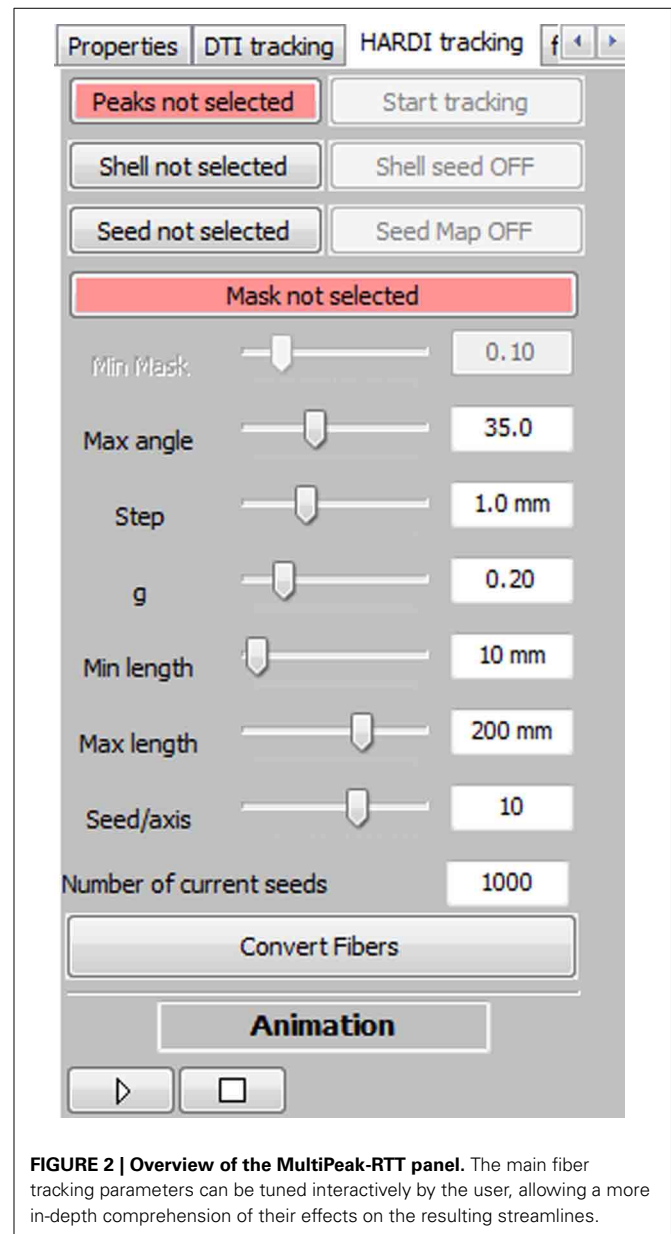 Properties DTI tracking HARDI tracking f
Peaks not selected Start tracking
Shell not selected Shell seed OFF
Seed not selected Seed Map OFF
Mask not selected
Min Mask 0.10
Max angle 35.0
Step 1.0 mm
g 0.20
Min length 10 mm
Max length 200 mm
Seed/axis 10
Number of current seeds 1000
Convert Fibers
Animation
FIGURE 2 | Overview of the MultiPeak-RTT panel. The main fiber
tracking parameters can be tuned interactively by the user, allowing a more
in-depth comprehension of their effects on the resulting streamlines.